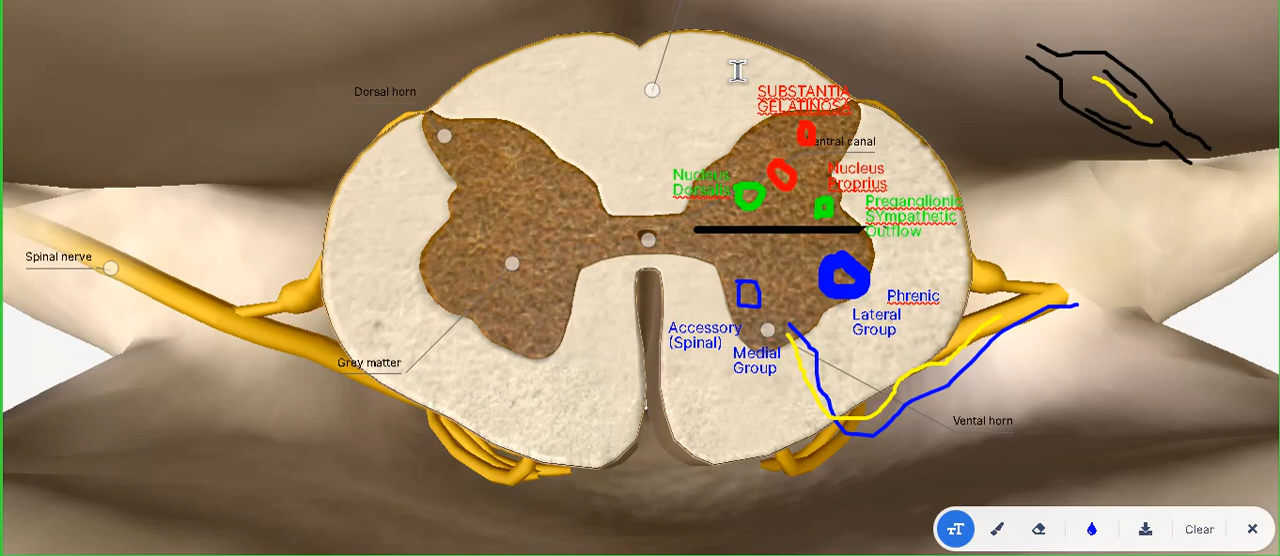 Dorsal horn
SUBSTANTIA
GELATINOSA
entral canal
Nucleus
Proprius
Nucleus
Dorsalis
Preganglionic
SYmpathetic
Outflow
Spinal nerve
Phrenic
Lateral
Group
Accessory
(Spinal)
Medial
Group
Grey matter
Vental horn
TT
Clear